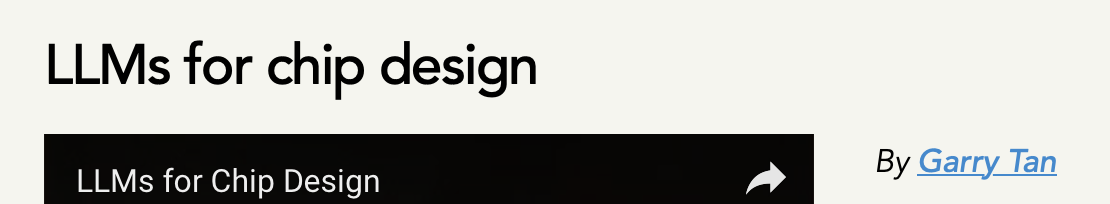 LLMs for chip design
LLMs for Chip Design
By Garry Tan